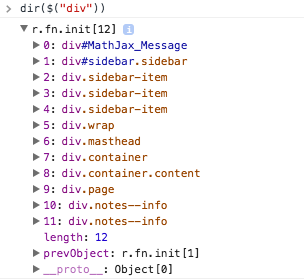 > dir($("div"))
▼ r.fn.init[12] i
▶ 0: div#MathJax_Message
▶ 1: div#sidebar.sidebar
▶ 2: div.sidebar-item
▶ 3: div.sidebar-item
▶ 4: div.sidebar-item
▶ 5: div.wrap
▶ 6: div.masthead
▶ 7: div.container
▶ 8: div.container.content
▶ 9: div.page
▶ 10: div.notes--info
▶ 11: div.notes--info
length: 12
▶ prevObject: r.fn.init[1]
▶ __proto__: Object[0]